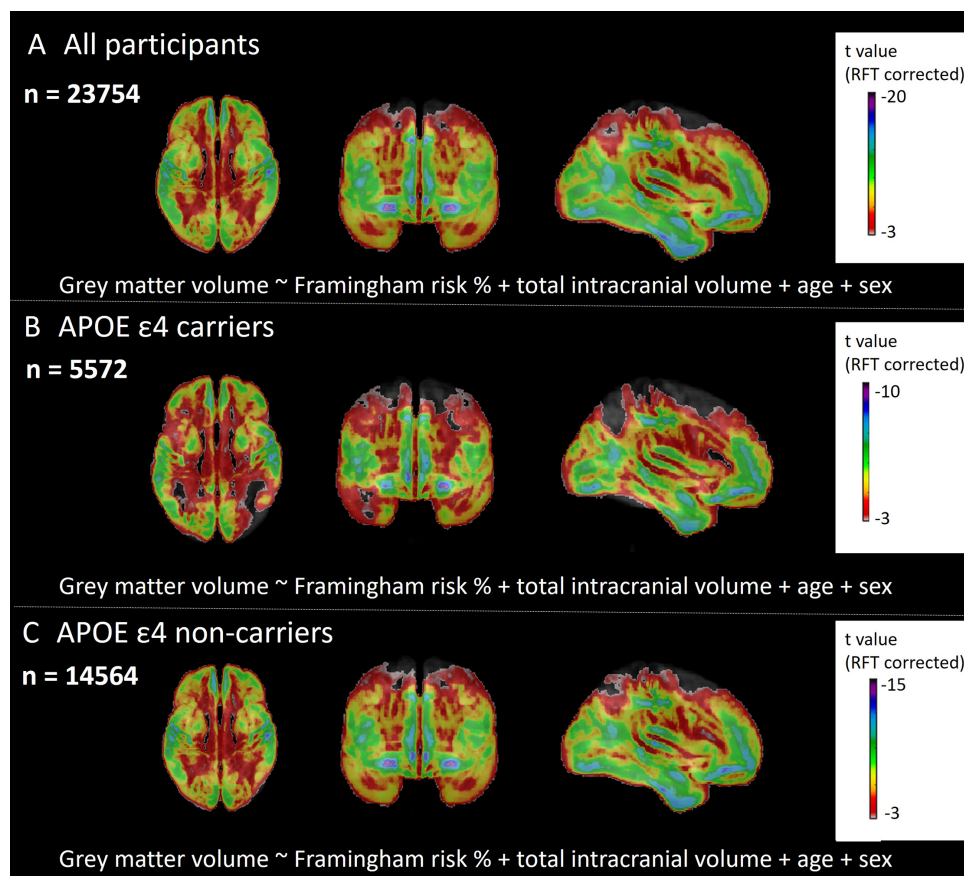 A All participants
n = 23754
t value
(RFT corrected)
-20
-3
Grey matter volume ~ Framingham risk % + total intracranial volume + age + sex
B APOE ε4 carriers
n = 5572
t value
(RFT corrected)
-10
-3
Grey matter volume ~ Framingham risk % + total intracranial volume + age + sex
C APOE ε4 non-carriers
n = 14564
t value
(RFT corrected)
-15
-3
Grey matter volume ~ Framingham risk % + total intracranial volume + age + sex